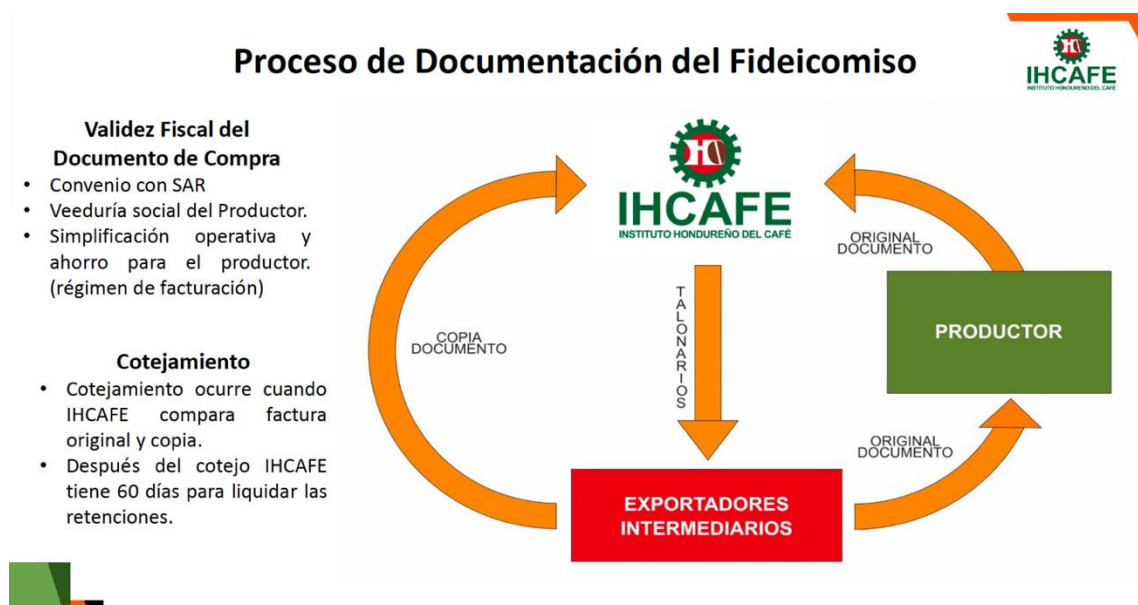 Proceso de Documentación del Fideicomiso
IHCAFE
INSTITUTO HONDUREÑO DEL CAFÉ
Validez Fiscal del
Documento de Compra
• Convenio con SAR
• Veeduría social del Productor.
• Simplificación operativa y
ahorro para el productor.
(régimen de facturación)
Cotejamiento
• Cotejamiento ocurre cuando
IHCAFE compara factura
original y copia.
• Después del cotejo IHCAFE
tiene 60 días para liquidar las
retenciones.
IHCAFE
INSTITUTO HONDUREÑO DEL CAFÉ
COPIA
DOCUMENTO
TALONARIOS
ORIGINAL
DOCUMENTO
PRODUCTOR
ORIGINAL
DOCUMENTO
EXPORTADORES
INTERMEDIARIOS